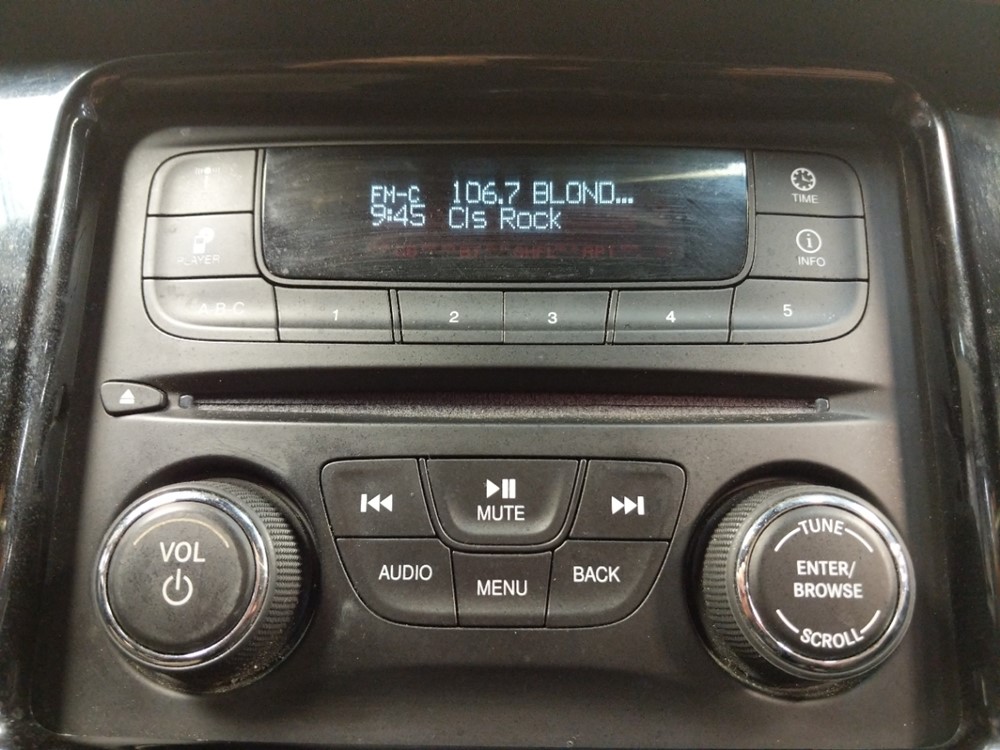 FM-C 106.7 BLOND...
9:45 Cls Rock
TIME
PLAYER
INFO
A B C
1
2
3
4
5
MUTE
VOL
AUDIO
MENU
BACK
TUNE
ENTER/
BROWSE
SCROLL